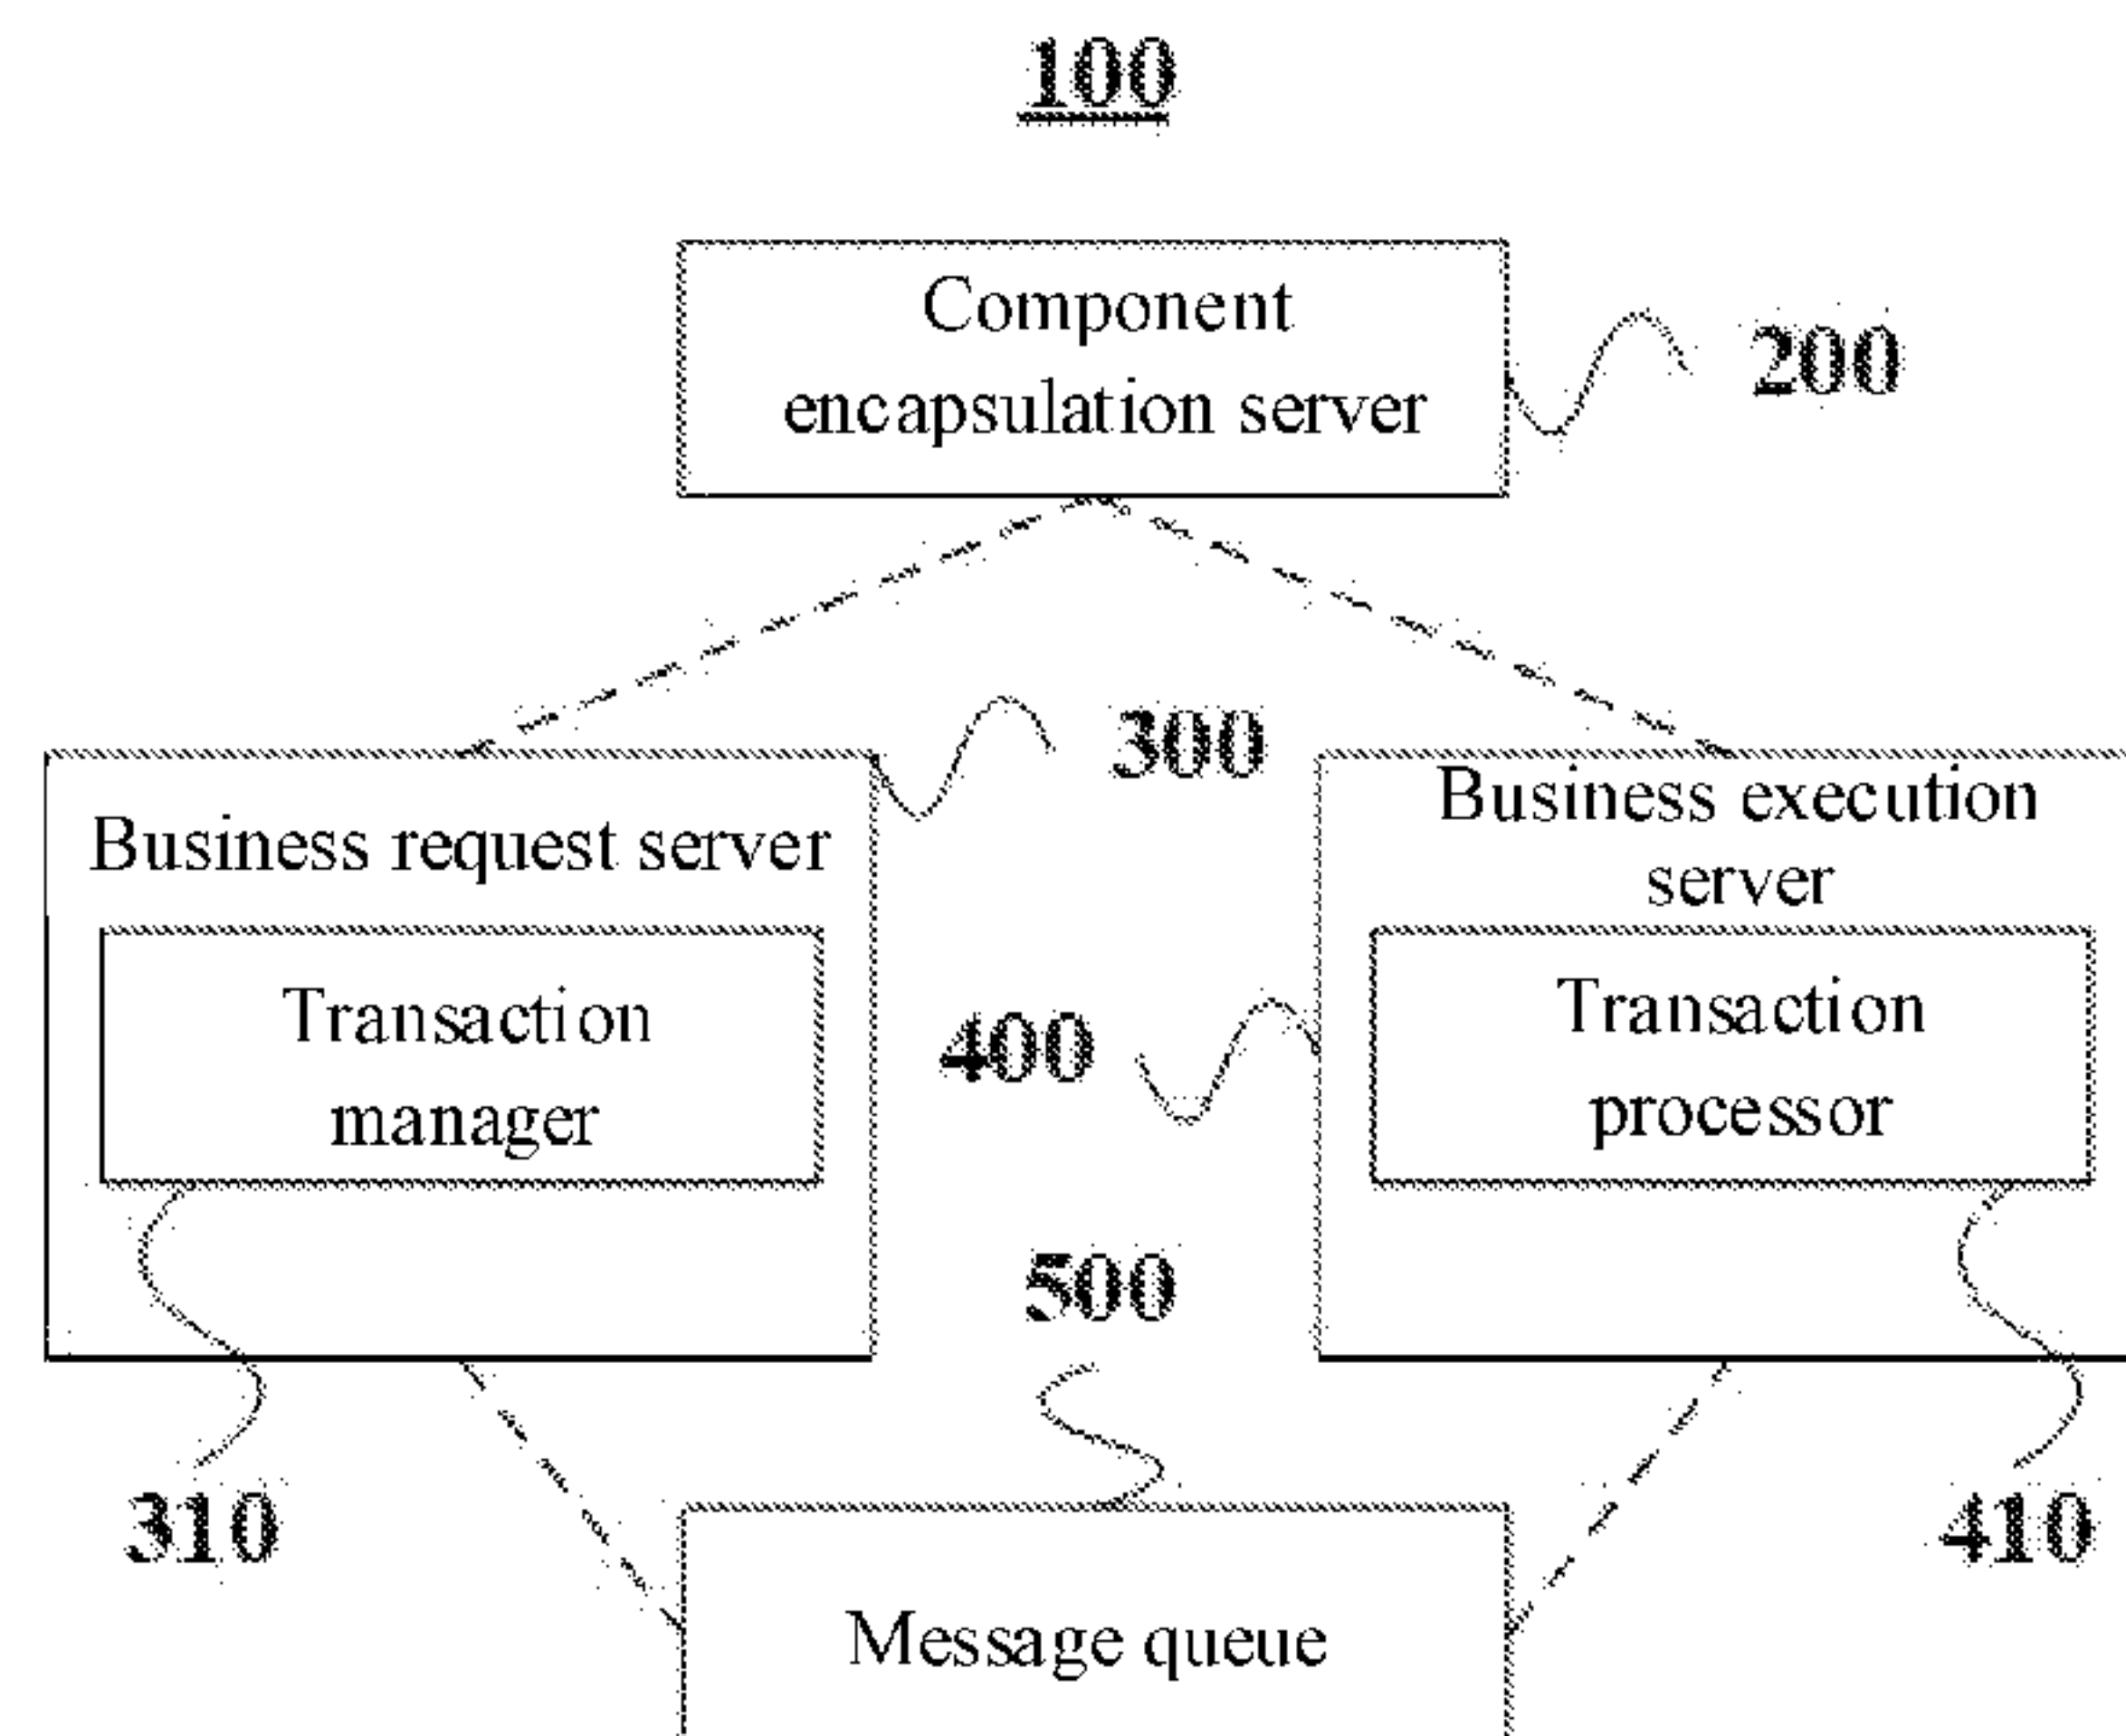 100
Component
encapsulation server
200
300
Business request server
Business execution
server
Transaction
manager
400
Transaction
processor
500
310
410
Message queue